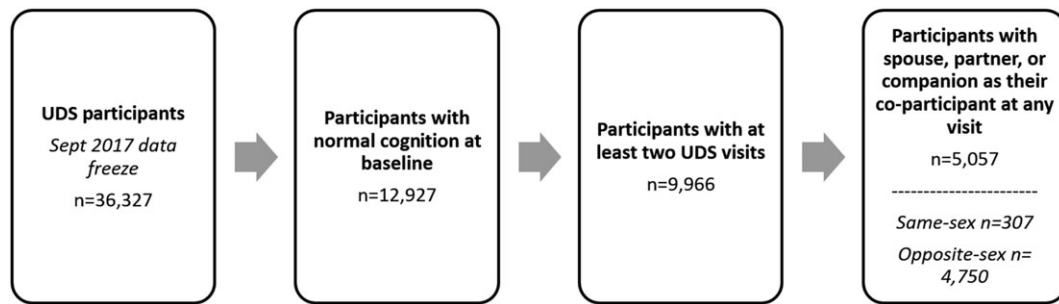 UDS participants
Sept 2017 data
freeze
n=36,327
Participants with
normal cognition at
baseline
n=12,927
Participants with at
least two UDS visits
n=9,966
Participants with
spouse, partner, or
companion as their
co-participant at any
visit
n=5,057
-----------------------
Same-sex n=307
Opposite-sex n=
4,750